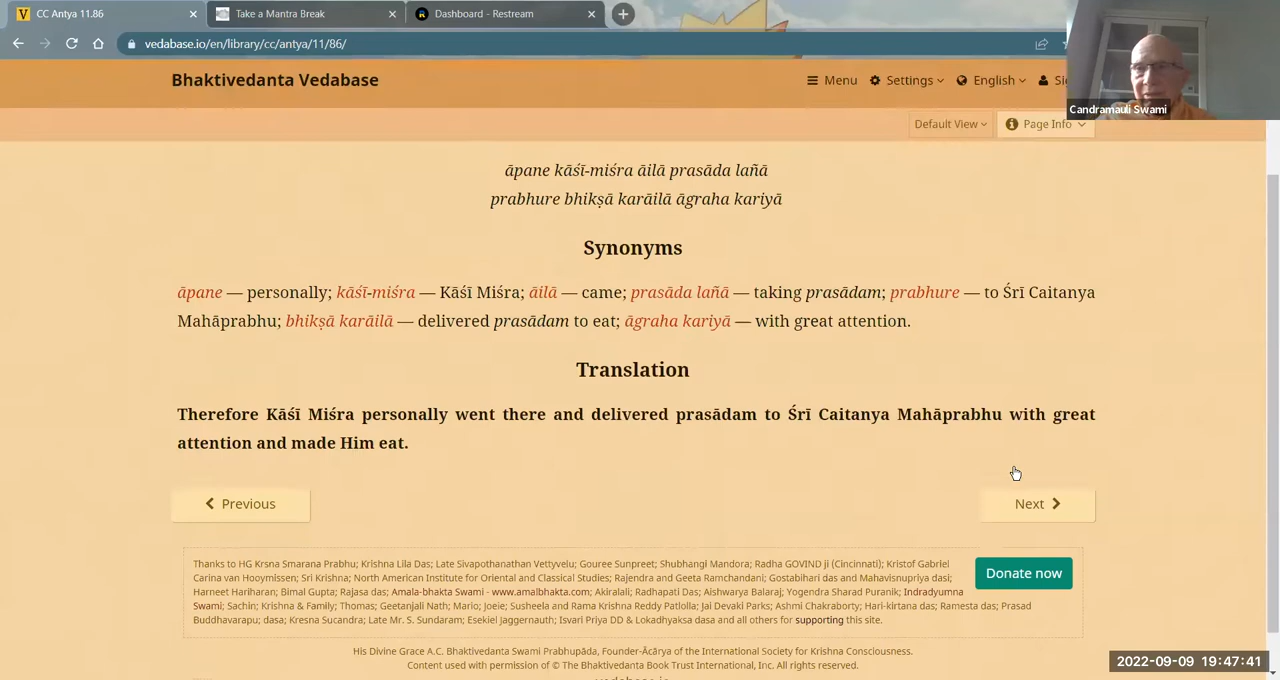 CC Antya 11.86
Take a Mantra Break
Dashboard - Restream
vedabase.io/en/library/cc/antya/11/86/
Bhaktivedanta Vedabase
Menu
Settings
English
Candramauli Swami
Default View
Page Info
āpane kāśī-miśra āilā prasāda lañā
prabhure bhikṣā karāilā āgraha kariyā
Synonyms
āpane — personally; kāśī-miśra — Kāśī Miśra; āilā — came; prasāda lañā — taking prasādam; prabhure — to Śrī Caitanya
Mahāprabhu; bhikṣā karāilā — delivered prasādam to eat; āgraha kariyā — with great attention.
Translation
Therefore Kāśī Miśra personally went there and delivered prasādam to Śrī Caitanya Mahāprabhu with great
attention and made Him eat.
Previous
Next
Thanks to HG Krsna Smarana Prabhu; Krishna Lila Das; Late Sivapothanathan Vettyvelu; Gouree Sunpreet; Shubhangi Mandora; Radha GOVIND ji (Cincinnati); Kristof Gabriel
Carina van Hooymissen; Sri Krishna; North American Institute for Oriental and Classical Studies; Rajendra and Geeta Ramchandani; Gostabihari das and Mahavisnupriya dasi;
Harneet Hariharan; Bimal Gupta; Rajasa das; Amala-bhakta Swami - www.amalbhakta.com; Akiralali; Radhapati Das; Aishwarya Balaraj; Yogendra Sharad Puranik; Indradyumna
Swami; Sachin; Krishna & Family; Thomas; Geetanjali Nath; Mario; Joeie; Susheela and Rama Krishna Reddy Patlolla; Jai Devaki Parks; Ashmi Chakraborty; Hari-kirtana das; Ramesta das; Prasad
Buddhavarapu; dasa; Kresna Sucandra; Late Mr. S. Sundaram; Esekiel Jaggernauth; Isvari Priya DD & Lokadhyaksa dasa and all others for supporting this site.
Donate now
His Divine Grace A.C. Bhaktivedanta Swami Prabhupāda, Founder-Ācārya of the International Society for Krishna Consciousness.
Content used with permission of © The Bhaktivedanta Book Trust International, Inc. All rights reserved.
2022-09-09 19:47:41